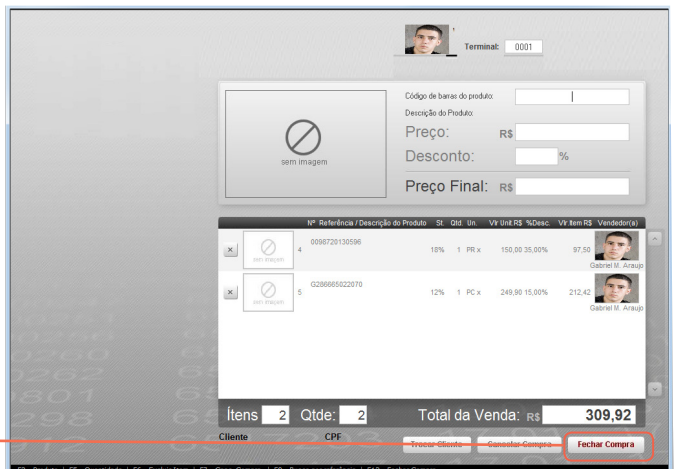 Terminal: 0001
Código de barras do produto:
Descrição do Produto:
Preço: R$
Desconto: %
Preço Final: R$
sem imagem
Nº Referência / Descrição do Produto St. Qtd. Un. Vlr Unit.R$ %Desc. Vlr.Item R$ Vendedor(a)
x sem imagem 4 0098720130596 18% 1 PR x 150,00 35,00% 97,50
Gabriel M. Araujo
x sem imagem 5 G286665022070 12% 1 PC x 249,90 15,00% 212,42
Gabriel M. Araujo
Ítens 2 Qtde: 2 Total da Venda: R$ 309,92
Cliente CPF
Trocar Cliente Cancelar Compra Fechar Compra